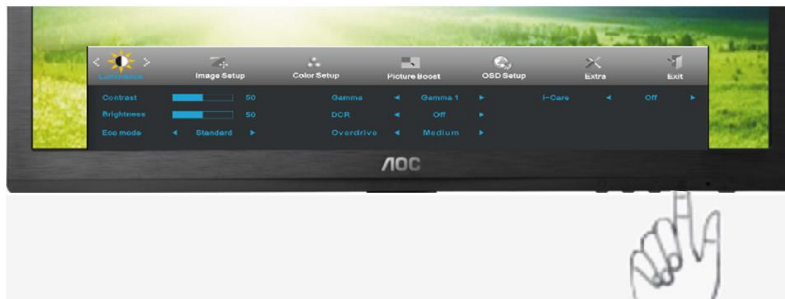 Luminance Image Setup Color Setup Picture Boost OSD Setup Extra Exit
Contrast 50 Gamma Gamma 1 I-Care Off
Brightness 50 DCR Off
Eco mode Standard Overdrive Medium
AOC